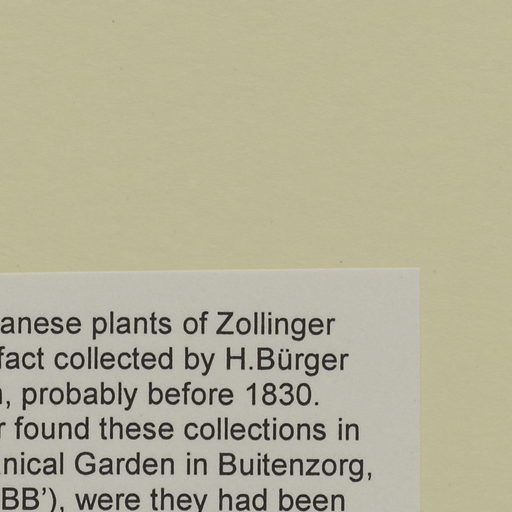 anese plants of Zollinger
fact collected by H.Bürger
, probably before 1830.
r found these collections in
nical Garden in Buitenzorg,
BB’), were they had been